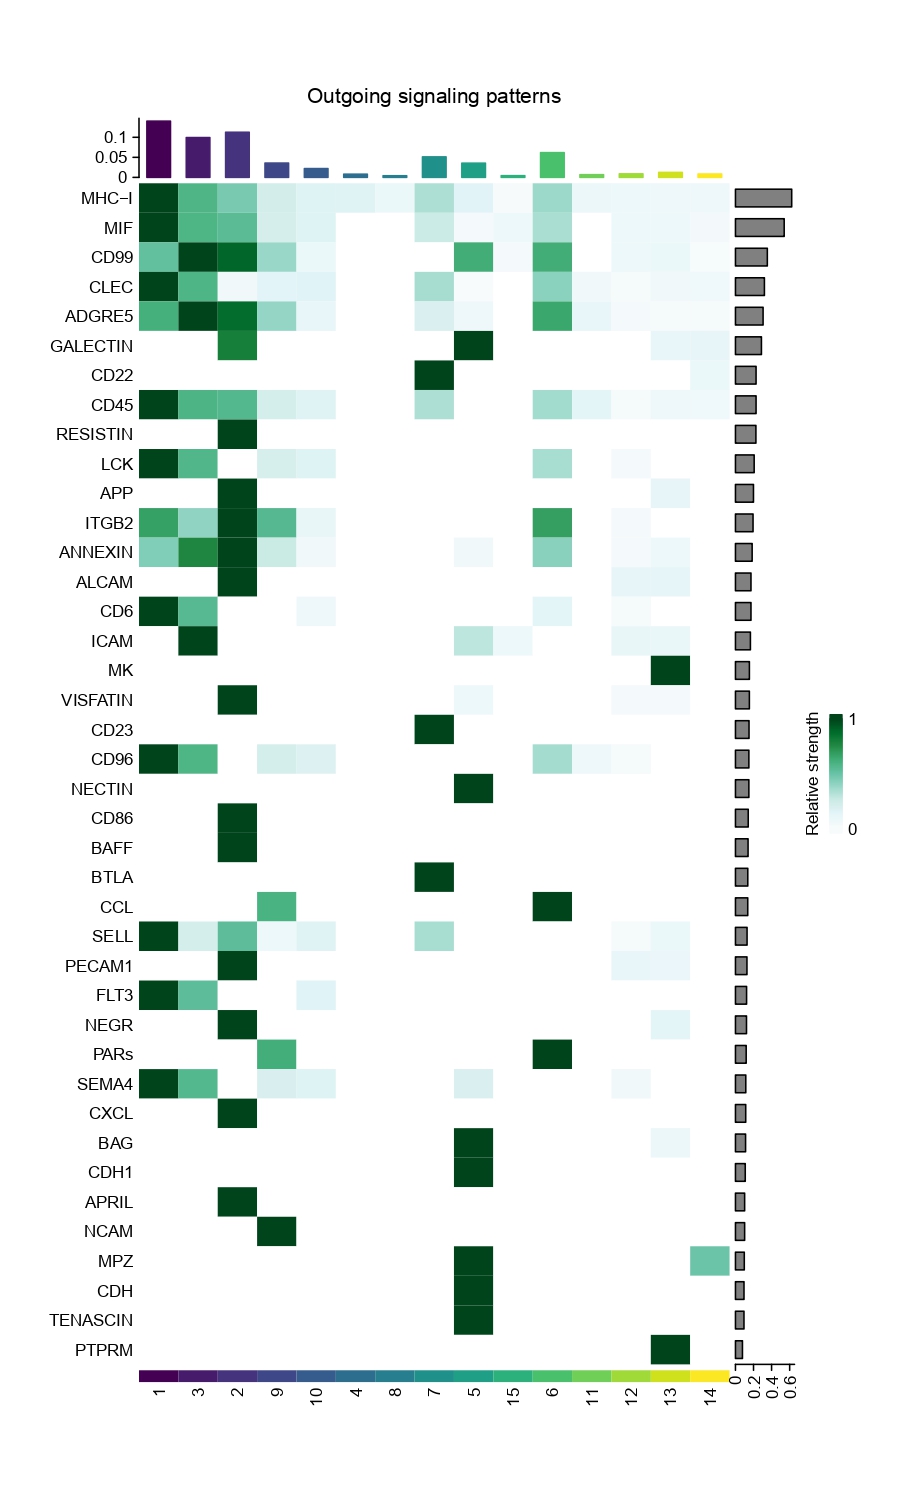 Outgoing signaling patterns
0.1
0.05
0
MHC−I
MIF
CD99
CLEC
ADGRE5
GALECTIN
CD22
CD45
RESISTIN
LCK
APP
ITGB2
ANNEXIN
ALCAM
CD6
ICAM
MK
VISFATIN
CD23
CD96
NECTIN
CD86
BAFF
BTLA
CCL
SELL
PECAM1
FLT3
NEGR
PARs
SEMA4
CXCL
BAG
CDH1
APRIL
NCAM
MPZ
CDH
TENASCIN
PTPRM
1 3 2 9 10 4 8 7 5 15 6 11 12 13 14
0 0.2 0.4 0.6
Relative strength
1
0